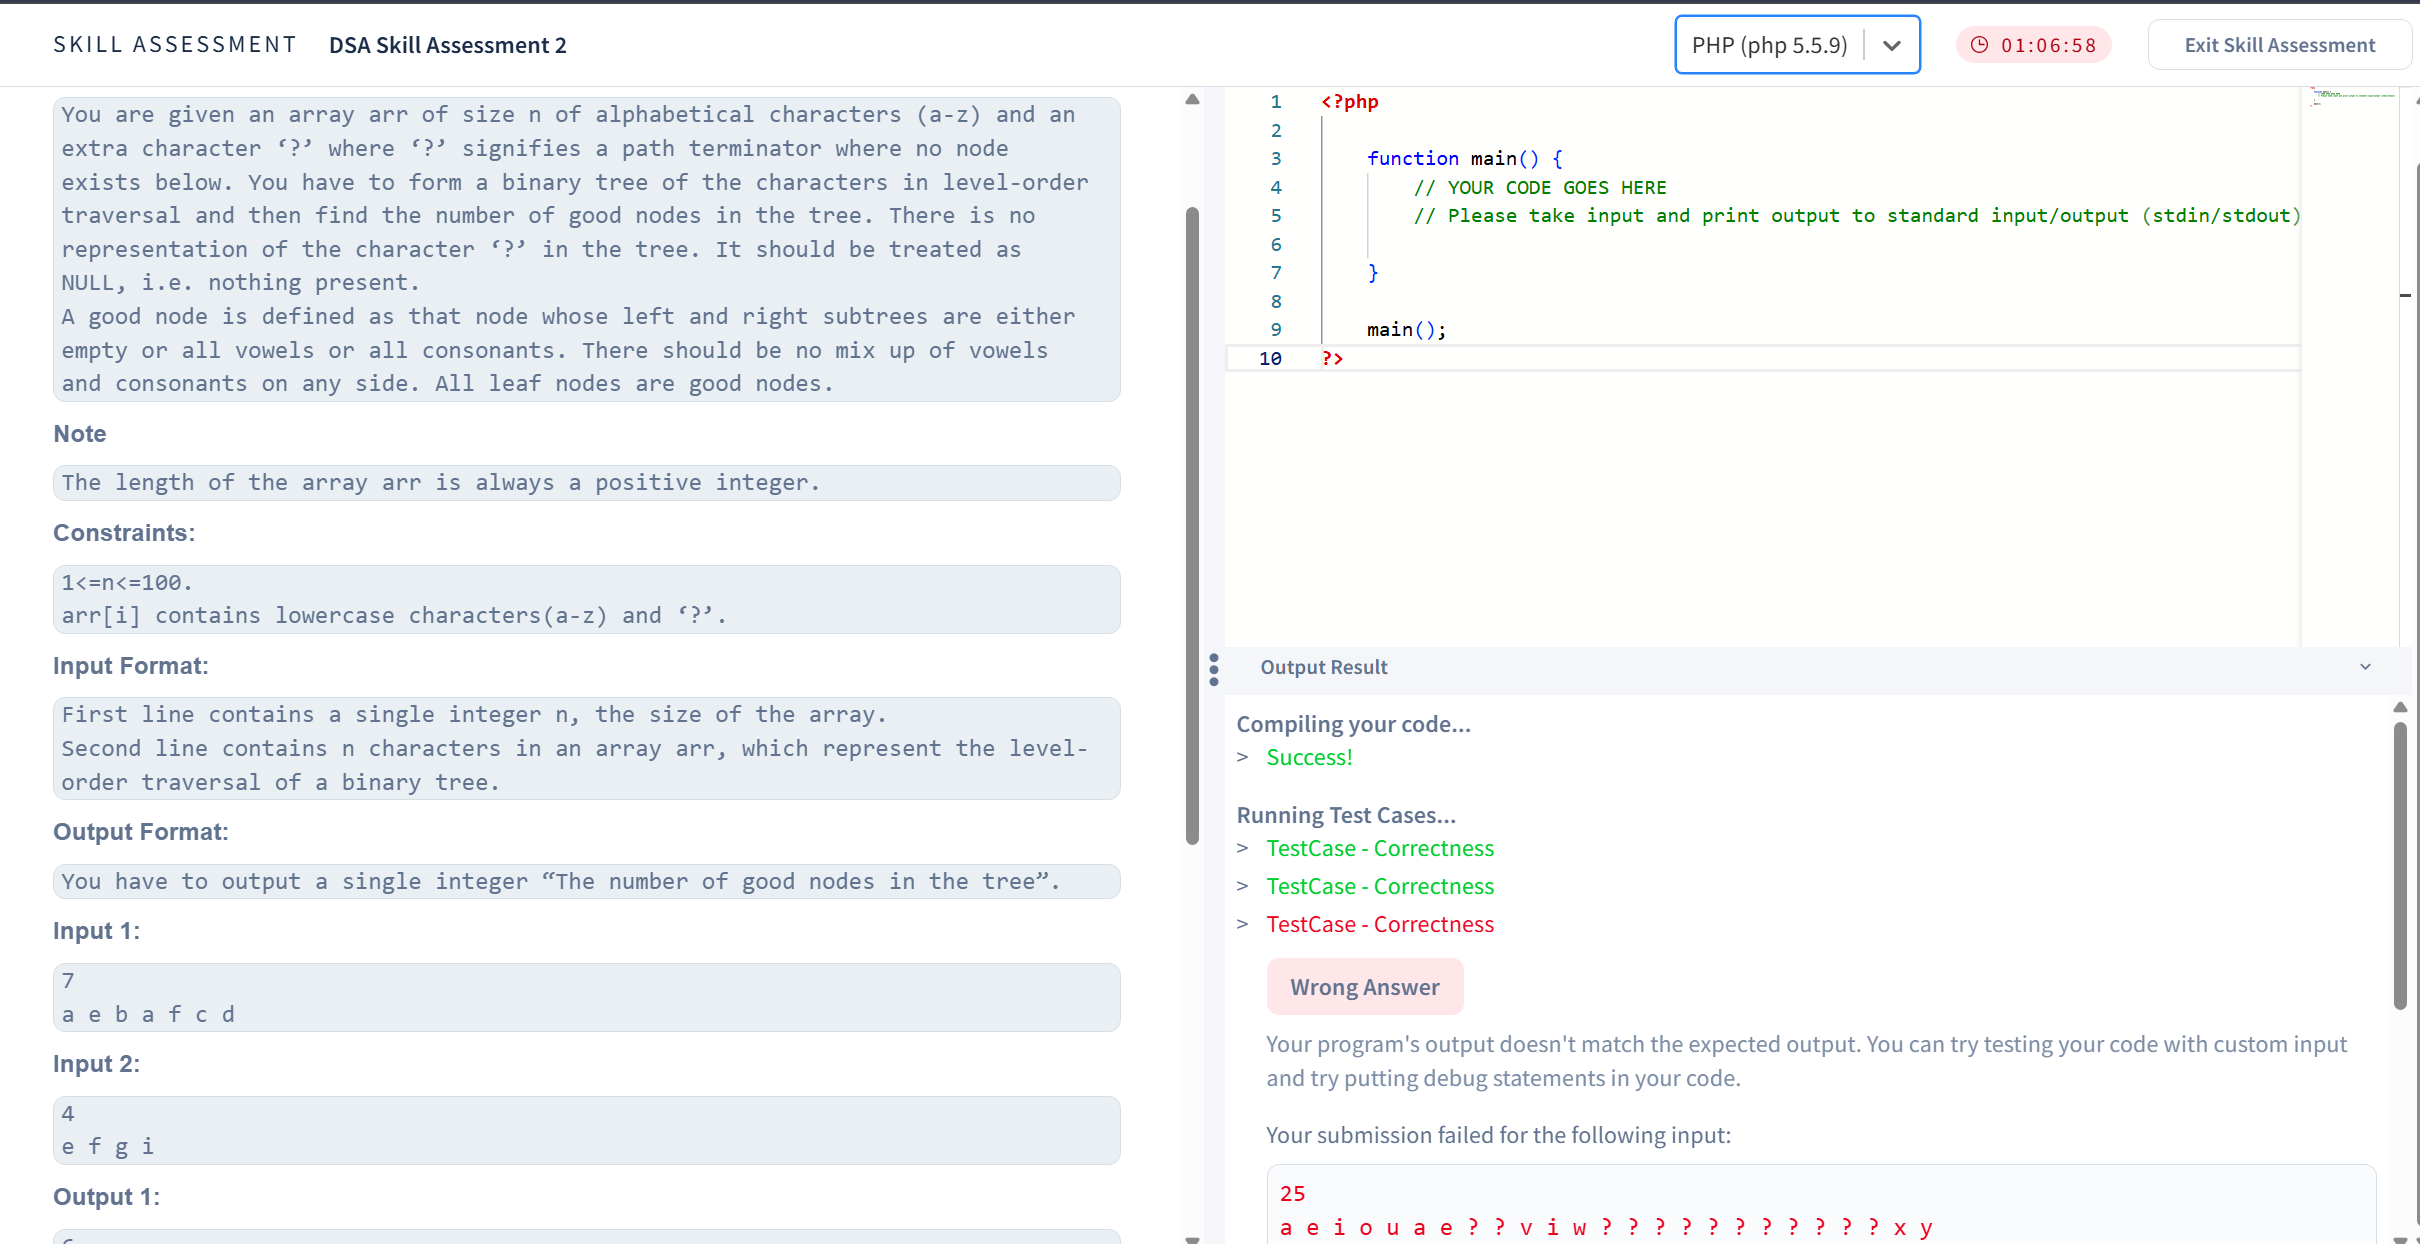 SKILL ASSESSMENT
DSA Skill Assessment 2
PHP (php 5.5.9)
01:06:58
Exit Skill Assessment
You are given an array arr of size n of alphabetical characters (a-z) and an
extra character ‘?’ where ‘?’ signifies a path terminator where no node
exists below. You have to form a binary tree of the characters in level-order
traversal and then find the number of good nodes in the tree. There is no
representation of the character ‘?’ in the tree. It should be treated as
NULL, i.e. nothing present.
A good node is defined as that node whose left and right subtrees are either
empty or all vowels or all consonants. There should be no mix up of vowels
and consonants on any side. All leaf nodes are good nodes.
Note
The length of the array arr is always a positive integer.
Constraints:
1<=n<=100.
arr[i] contains lowercase characters(a-z) and ‘?’.
Input Format:
First line contains a single integer n, the size of the array.
Second line contains n characters in an array arr, which represent the level-
order traversal of a binary tree.
Output Format:
You have to output a single integer “The number of good nodes in the tree”.
Input 1:
7
a e b a f c d
Input 2:
4
e f g i
Output 1:
1 <?php
2
3 function main() {
4 // YOUR CODE GOES HERE
5 // Please take input and print output to standard input/output (stdin/stdout)
6
7 }
8
9 main();
10 ?>
Output Result
Compiling your code...
> Success!
Running Test Cases...
> TestCase - Correctness
> TestCase - Correctness
> TestCase - Correctness
Wrong Answer
Your program's output doesn't match the expected output. You can try testing your code with custom input
and try putting debug statements in your code.
Your submission failed for the following input:
25
a e i o u a e ? ? v i w ? ? ? ? ? ? ? ? ? ? ? x y